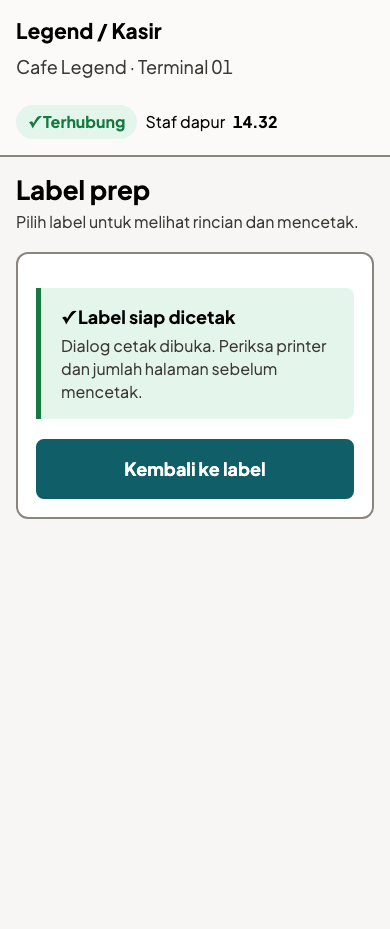 Legend / Kasir
Cafe Legend · Terminal 01
✓Terhubung Staf dapur 14.32
Label prep
Pilih label untuk melihat rincian dan mencetak.
✓Label siap dicetak
Dialog cetak dibuka. Periksa printer
dan jumlah halaman sebelum
mencetak.
Kembali ke label